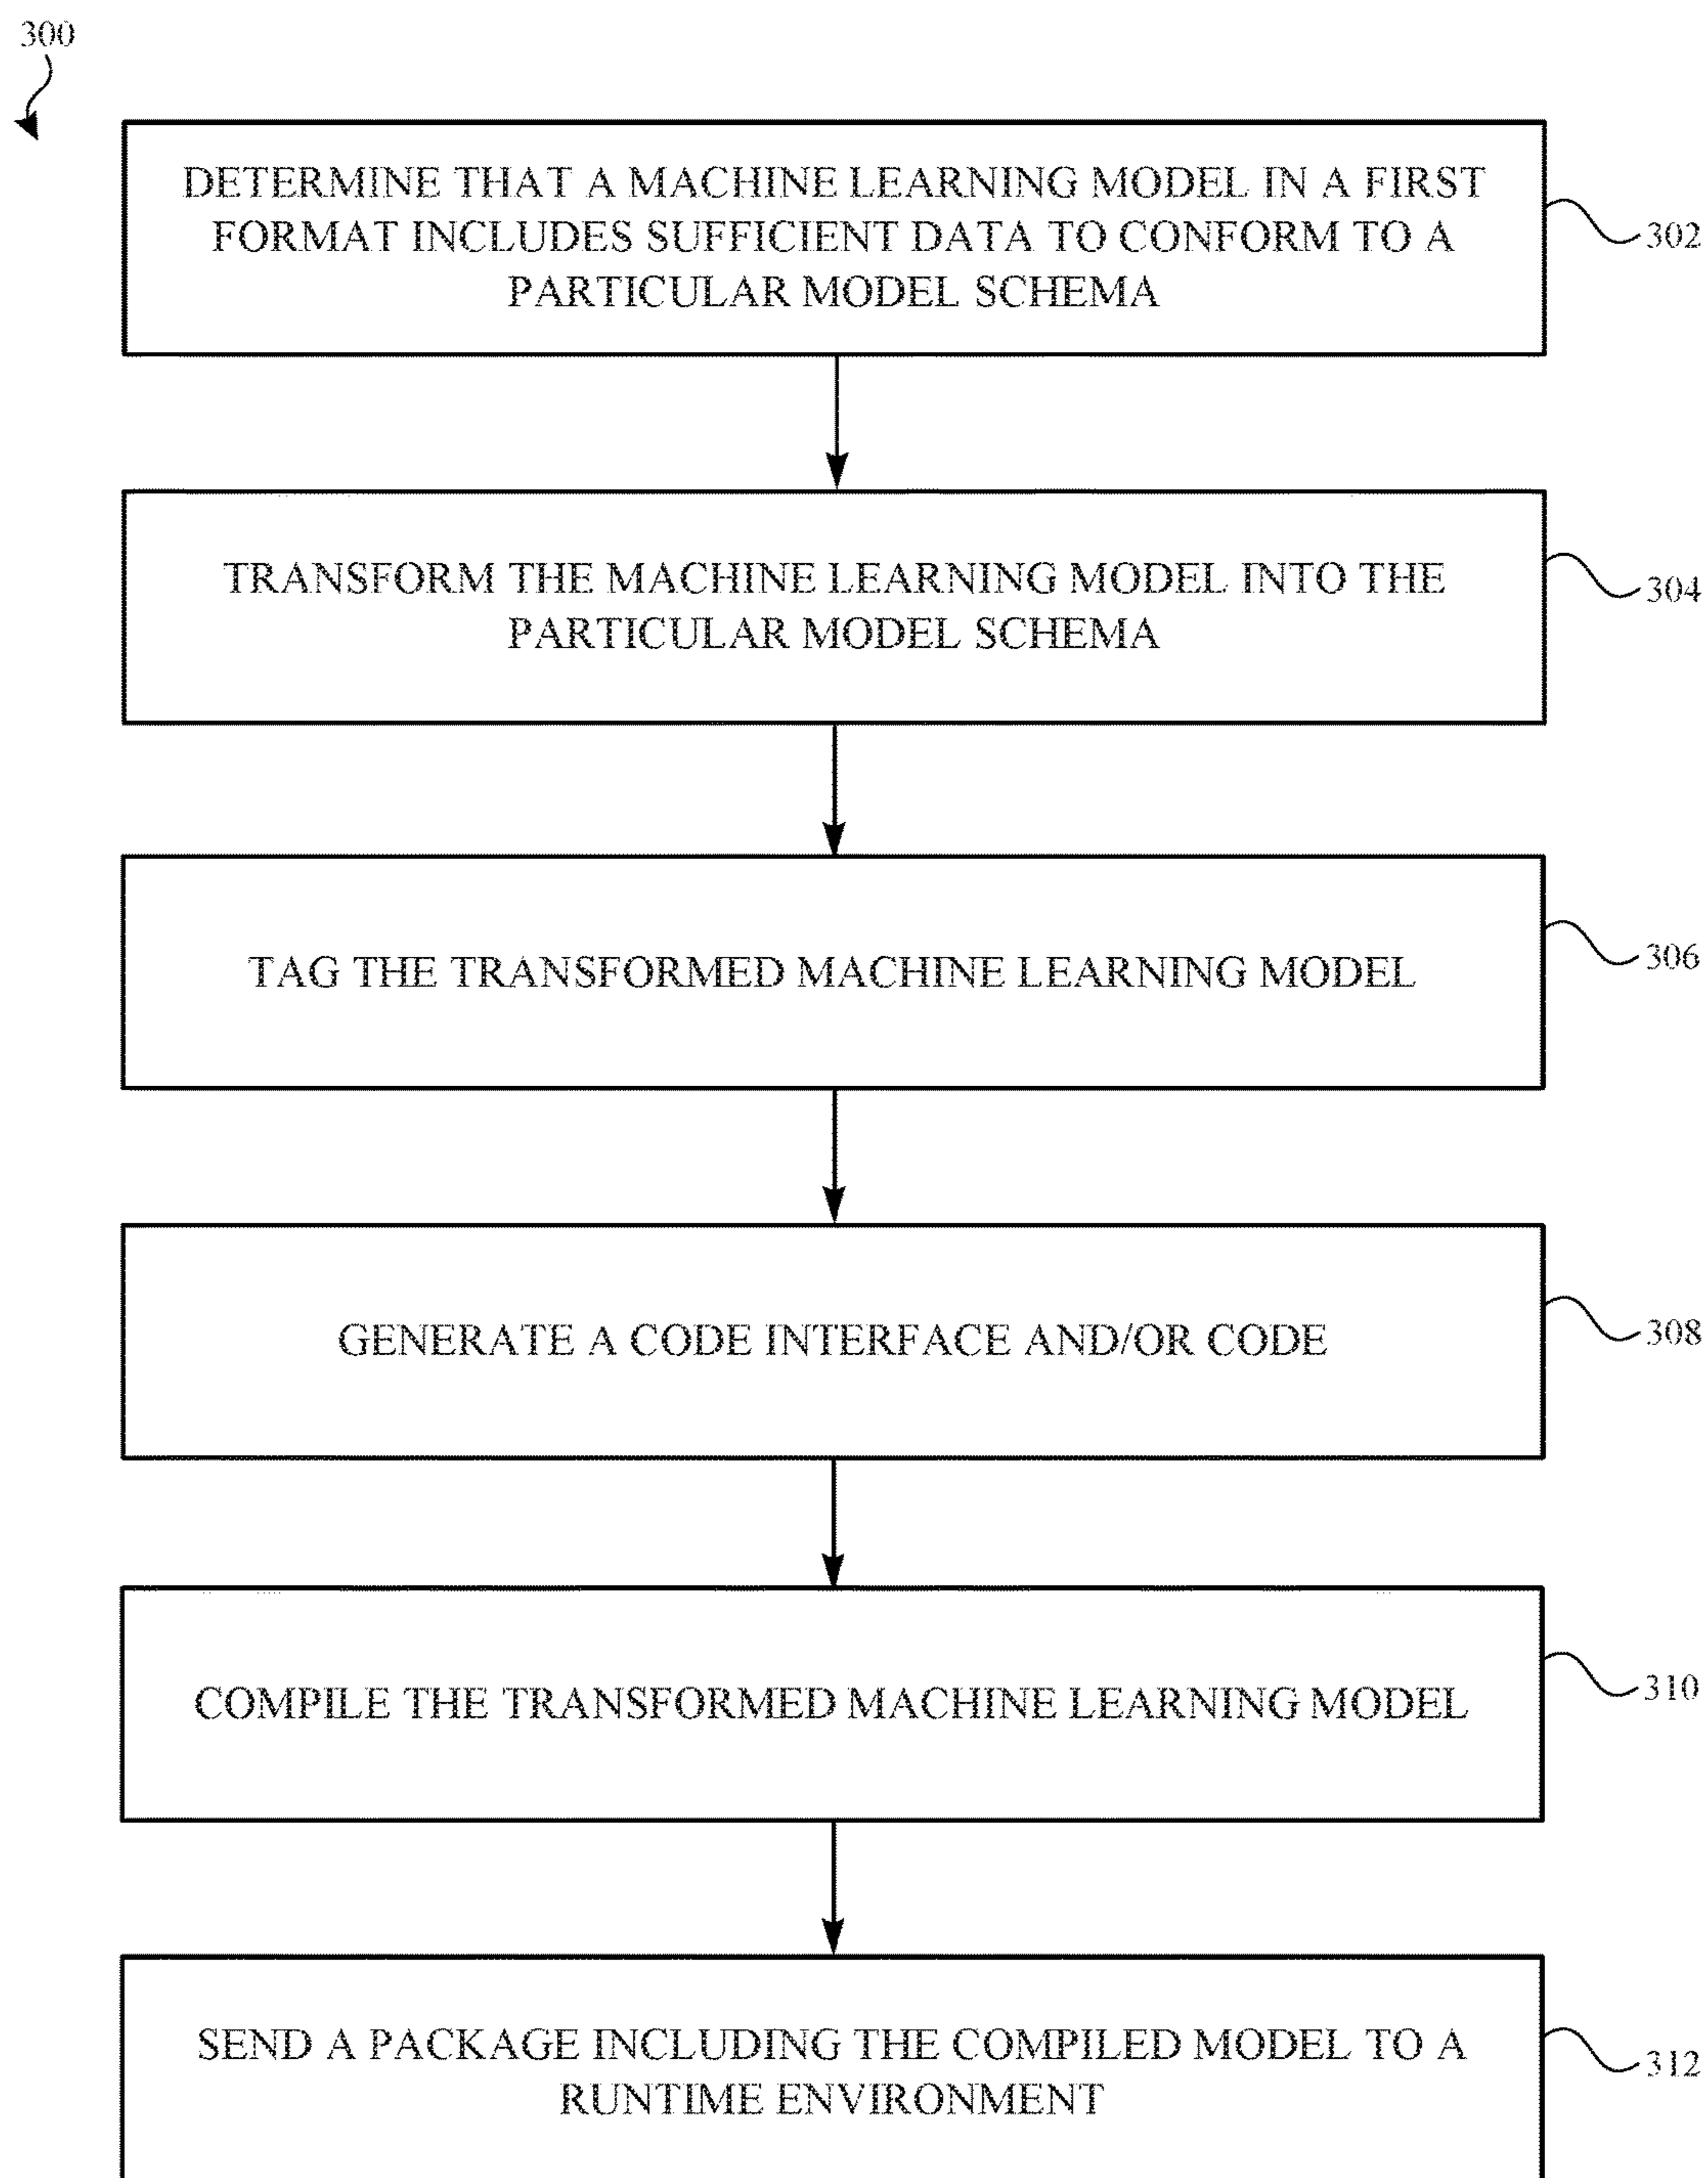 300
DETERMINE THAT A MACHINE LEARNING MODEL IN A FIRST
FORMAT INCLUDES SUFFICIENT DATA TO CONFORM TO A
PARTICULAR MODEL SCHEMA
302
TRANSFORM THE MACHINE LEARNING MODEL INTO THE
PARTICULAR MODEL SCHEMA
304
TAG THE TRANSFORMED MACHINE LEARNING MODEL
306
GENERATE A CODE INTERFACE AND/OR CODE
308
COMPILE THE TRANSFORMED MACHINE LEARNING MODEL
310
SEND A PACKAGE INCLUDING THE COMPILED MODEL TO A
RUNTIME ENVIRONMENT
312